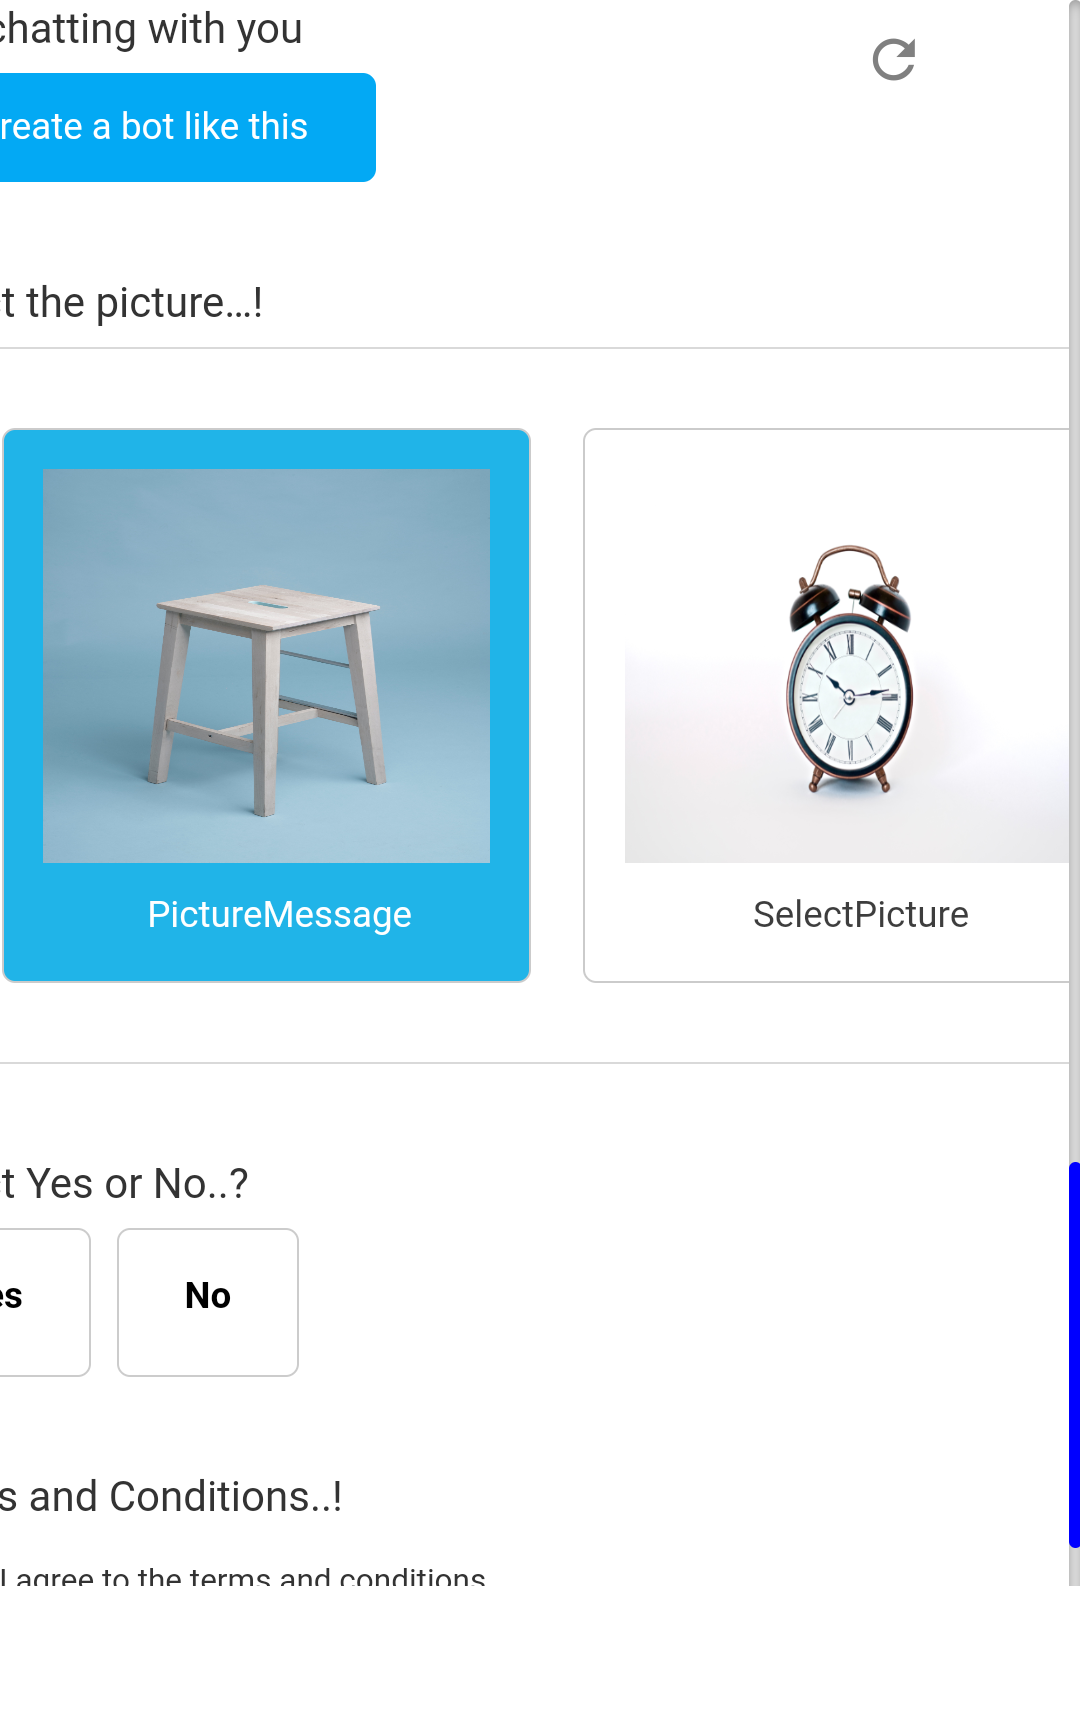 chatting with you
reate a bot like this
t the picture...!
PictureMessage
SelectPicture
t Yes or No..?
es
No
s and Conditions..!
I agree to the terms and conditions